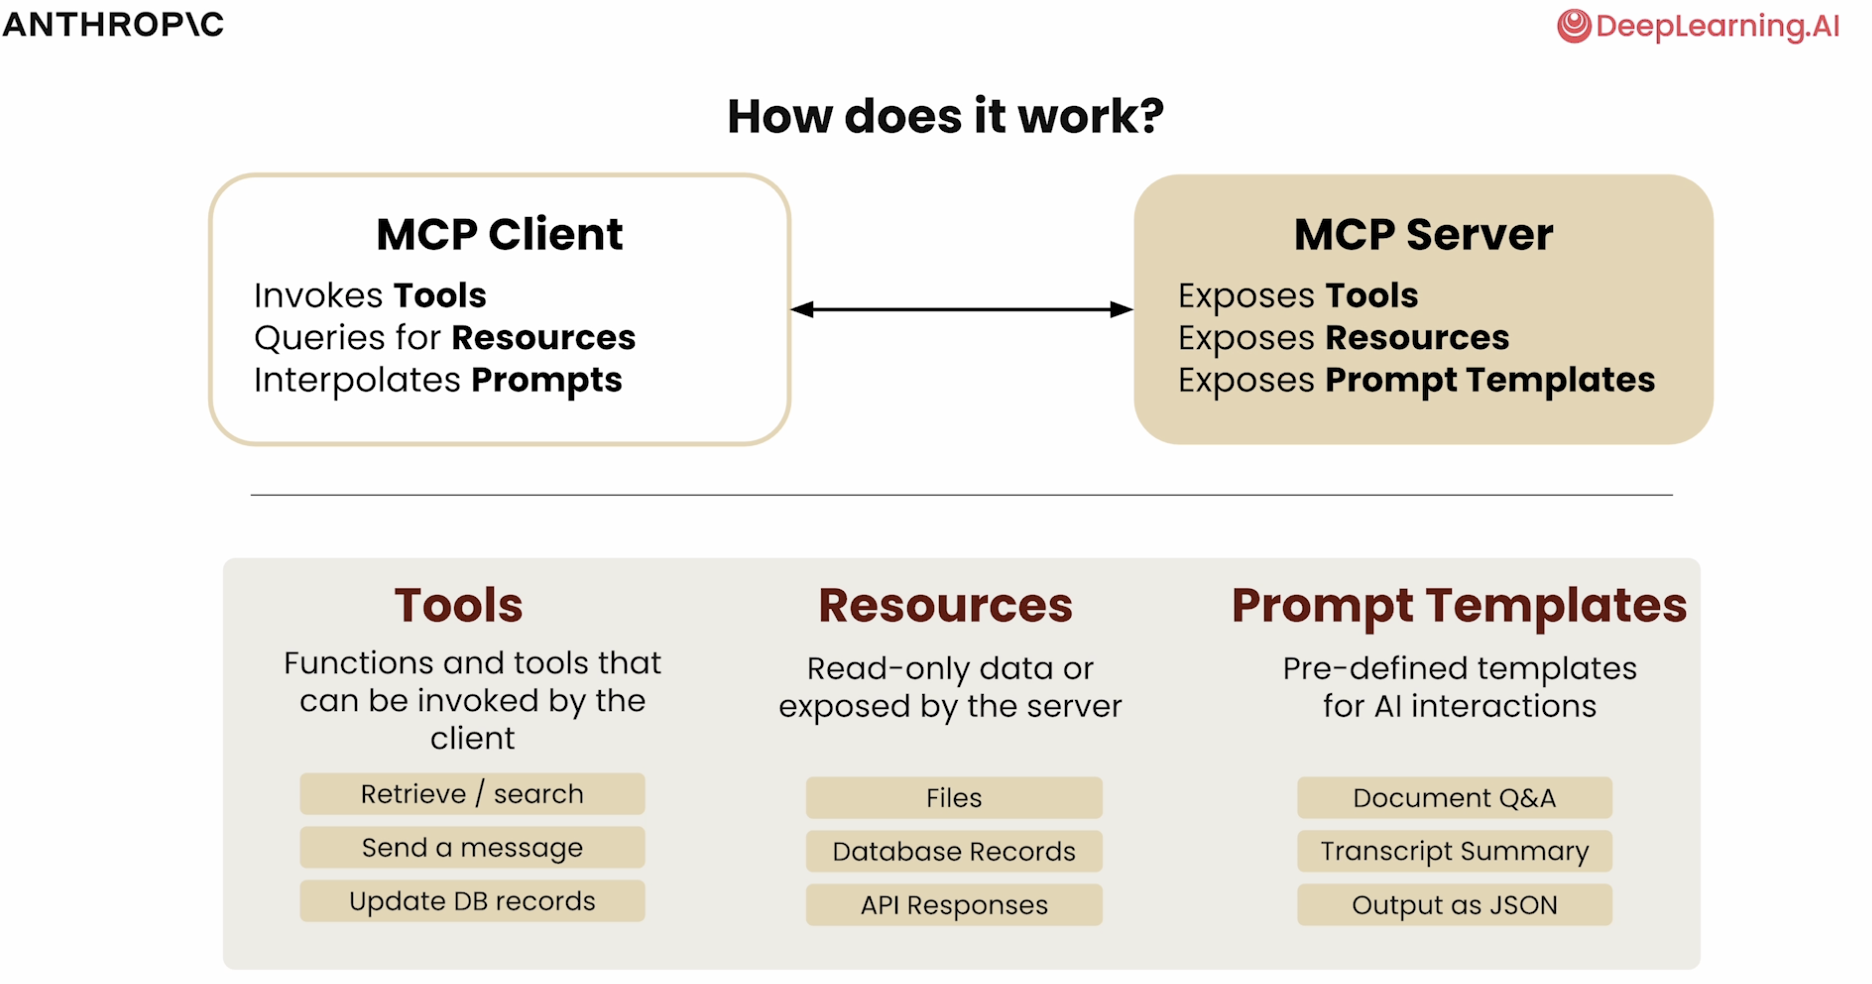 ANTHROP\C
DeepLearning.AI
How does it work?
MCP Client
Invokes Tools
Queries for Resources
Interpolates Prompts
MCP Server
Exposes Tools
Exposes Resources
Exposes Prompt Templates
Tools
Functions and tools that
can be invoked by the
client
Retrieve / search
Send a message
Update DB records
Resources
Read-only data or
exposed by the server
Files
Database Records
API Responses
Prompt Templates
Pre-defined templates
for AI interactions
Document Q&A
Transcript Summary
Output as JSON